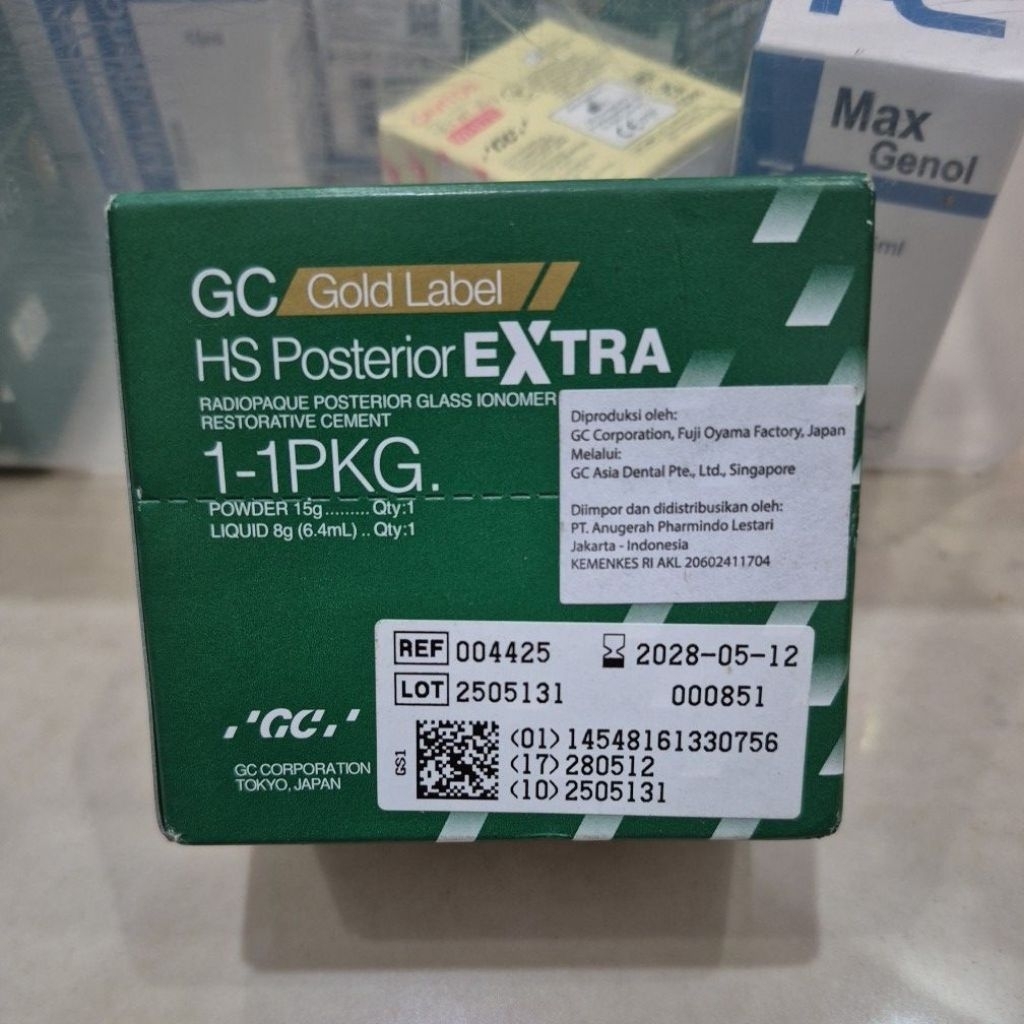 Max
Genol
GC
GC Gold Label
HS Posterior EXTRA
RADIOPAQUE POSTERIOR GLASS IONOMER
RESTORATIVE CEMENT
1-1PKG.
POWDER 15g......... Qty:1
LIQUID 8g (6.4mL) .. Qty:1
Diproduksi oleh:
GC Corporation, Fuji Oyama Factory, Japan
Melalui:
GC Asia Dental Pte., Ltd., Singapore
Diimpor dan didistribusikan oleh:
PT. Anugerah Pharmindo Lestari
Jakarta - Indonesia
KEMENKES RI AKL 20602411704
REF 004425 2028-05-12
LOT 2505131 000851
GS1
(01)14548161330756
(17)280512
(10)2505131
GC
GC CORPORATION
TOKYO, JAPAN